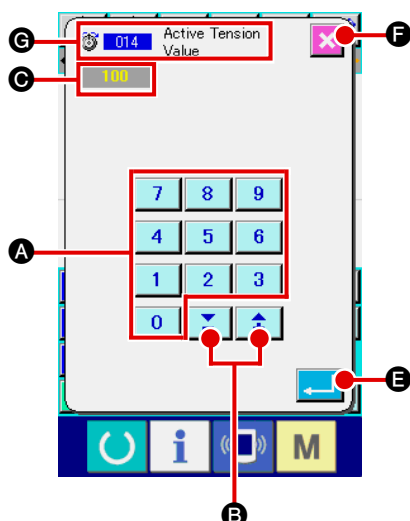 G
014 Active Tension
Value
F
C
100
7 8 9
A
4 5 6
1 2 3
0
E
i M
B